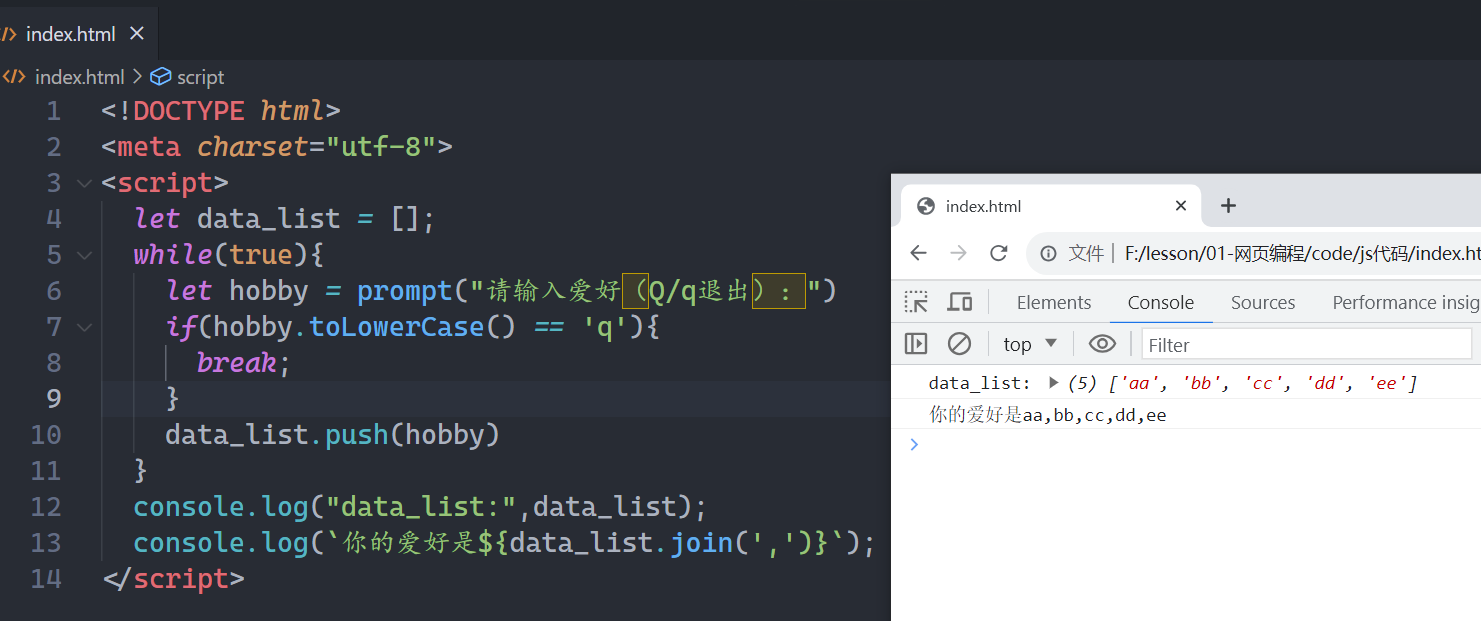 index.html
index.html > script
1 <!DOCTYPE html>
2 <meta charset="utf-8">
3 <script>
4 let data_list = [];
5 while(true){
6 let hobby = prompt("请输入爱好（Q/q退出）：")
7 if(hobby.toLowerCase() == 'q'){
8 break;
9 }
10 data_list.push(hobby)
11 }
12 console.log("data_list:",data_list);
13 console.log(`你的爱好是${data_list.join(',')}`);
14 </script>
index.html
文件 F:/lesson/01-网页编程/code/js代码/index.ht
Elements Console Sources Performance insig
top Filter
data_list: (5) ['aa', 'bb', 'cc', 'dd', 'ee']
你的爱好是aa,bb,cc,dd,ee